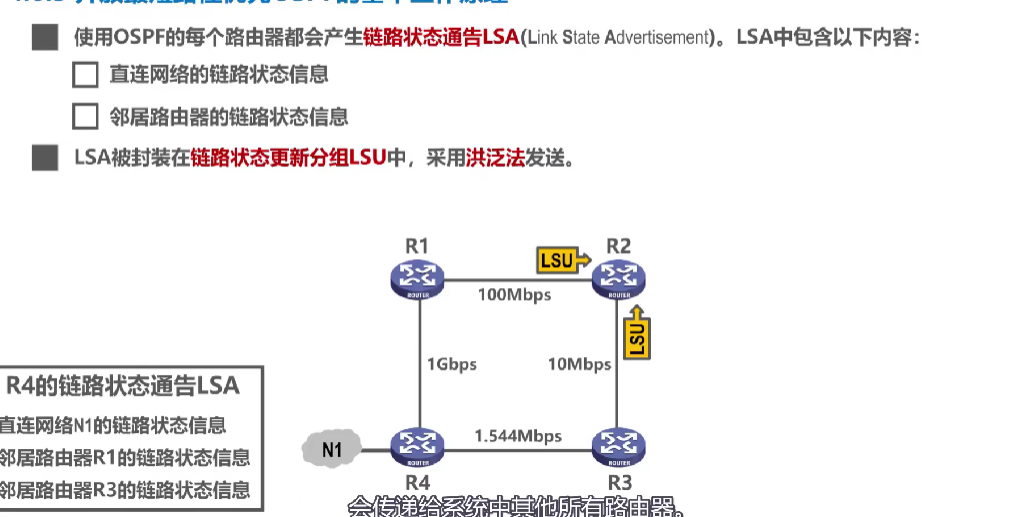 使用OSPF的每个路由器都会产生链路状态通告LSA(Link State Advertisement)。LSA中包含以下内容：
直连网络的链路状态信息
邻居路由器的链路状态信息
LSA被封装在链路状态更新分组LSU中，采用洪泛法发送。
R1
R2
LSU
ROUTER
ROUTER
100Mbps
LSU
1Gbps
10Mbps
R4的链路状态通告LSA
直连网络N1的链路状态信息
邻居路由器R1的链路状态信息
邻居路由器R3的链路状态信息
N1
1.544Mbps
ROUTER
ROUTER
R4
R3
会传递给系统中其他所有路由器。